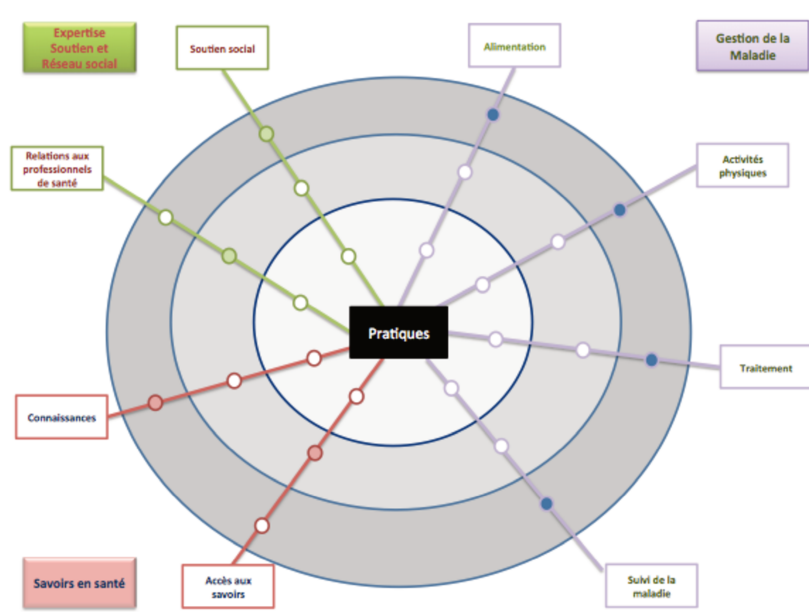 Expertise
Soutien et
Réseau social
Soutien social
Alimentation
Gestion de la
Maladie
Relations aux
professionnels
de santé
Activités
physiques
Pratiques
Traitement
Connaissances
Savoirs en santé
Accès aux
savoirs
Suivi de la
maladie